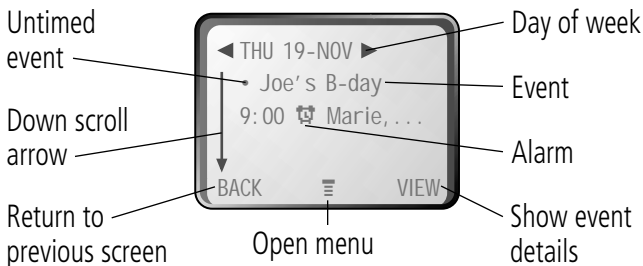 Untimed
event
Down scroll
arrow
Return to
previous screen
THU 19-NOV
• Joe's B-day
9:00 Marie,...
BACK VIEW
Open menu
Day of week
Event
Alarm
Show event
details